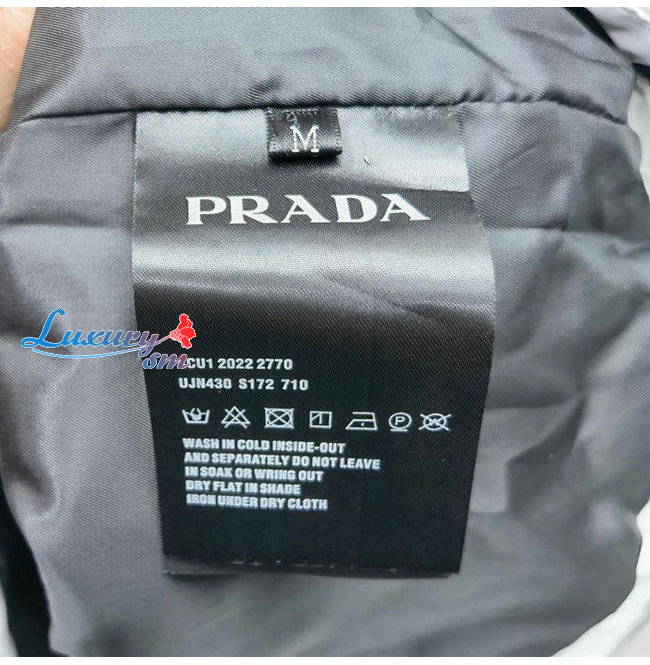 M
PRADA
Luxury
sm
CU1 2022 2770
UJN430 S172 710
P
WASH IN COLD INSIDE-OUT
AND SEPARATELY DO NOT LEAVE
IN SOAK OR WRING OUT
DRY FLAT IN SHADE
IRON UNDER DRY CLOTH